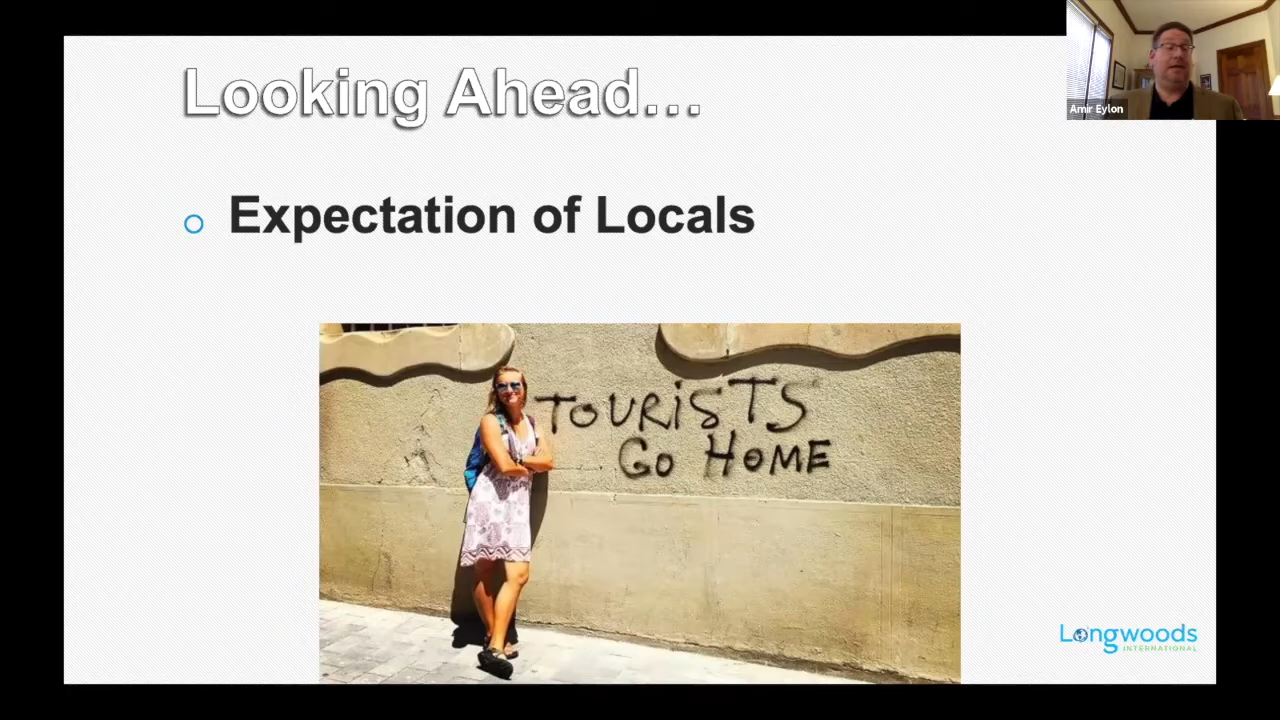 Looking Ahead...
Amir Eylon
Expectation of Locals
TOURISTS
GO HOME
Longwoods
INTERNATIONAL